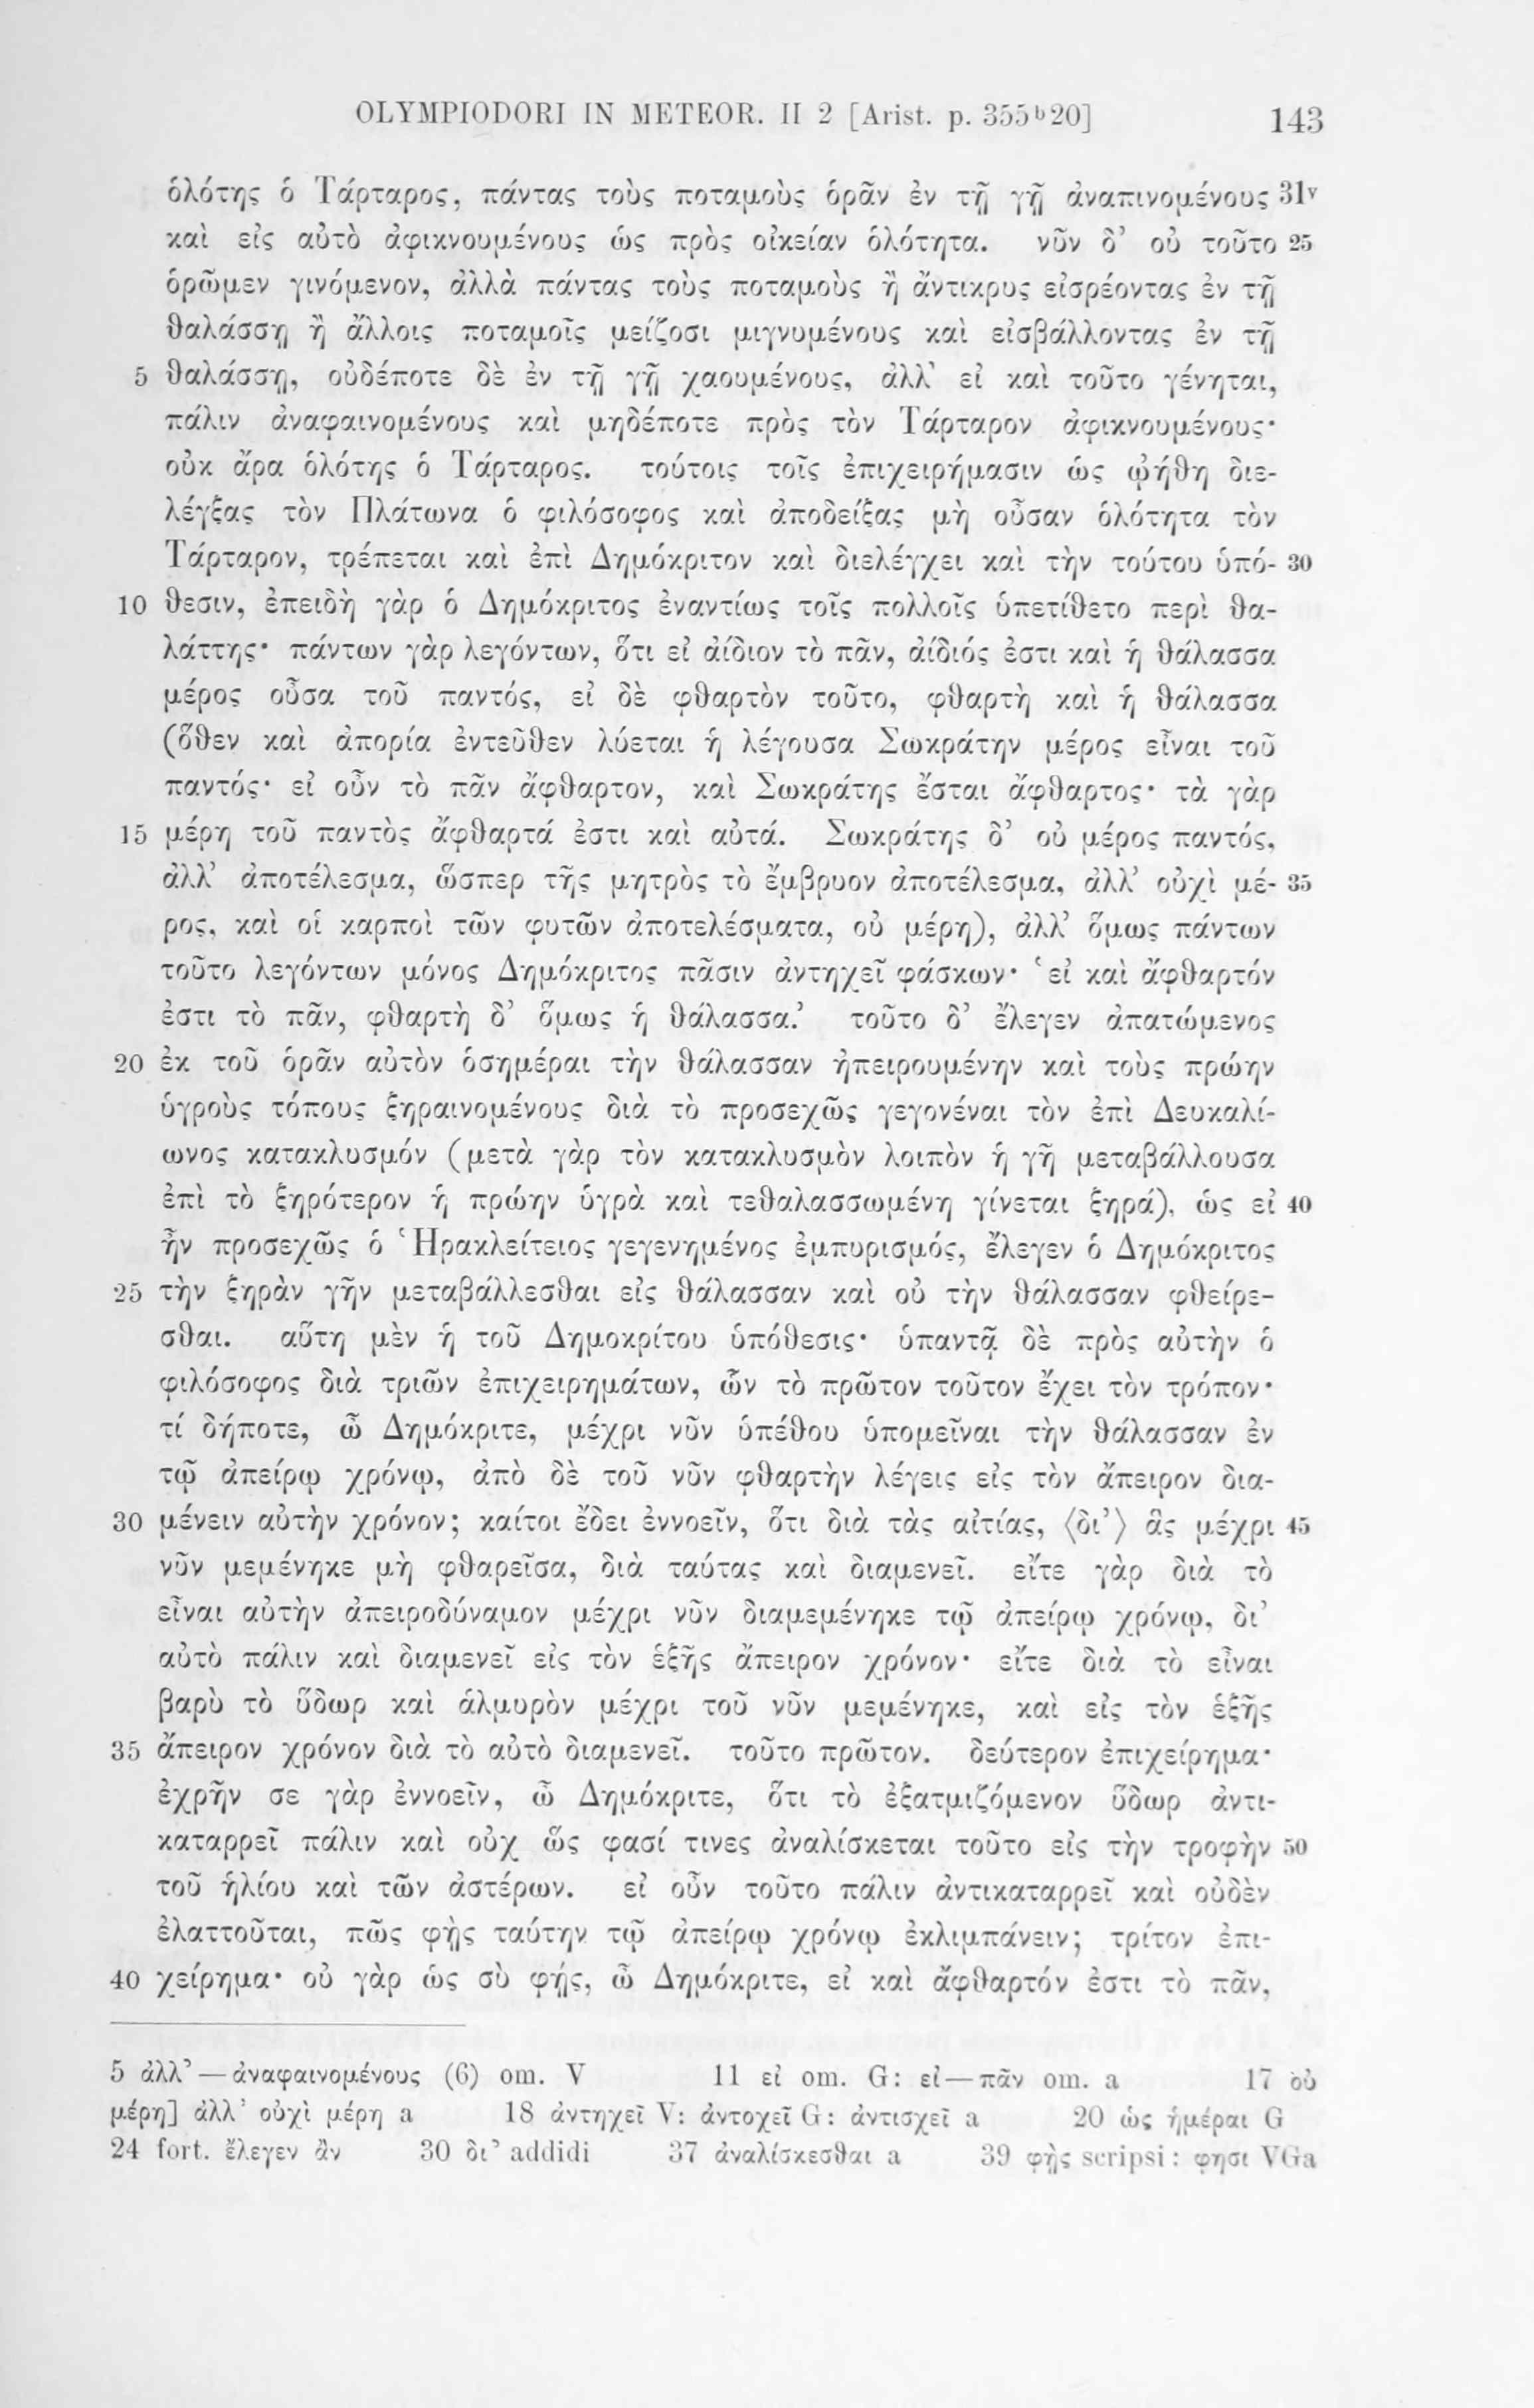 OLYMPIODORI IN METEOR. II 2 [Arist. p. 355ᵇ20] 143
ὁλότης ὁ Τάρταρος, πάντας τοὺς ποταμοὺς ὁρᾶν ἐν τῇ γῇ ἀναπινομένους 31ᵛ
καὶ εἰς αὐτὸ ἀφικνουμένους ὡς πρὸς οἰκείαν ὁλότητα. νῦν δ’ οὐ τοῦτο 25
ὁρῶμεν γινόμενον, ἀλλὰ πάντας τοὺς ποταμοὺς ἢ ἄντικρυς εἰσρέοντας ἐν τῇ
θαλάσσῃ ἢ ἄλλοις ποταμοῖς μείζοσι μιγνυμένους καὶ εἰσβάλλοντας ἐν τῇ
5 θαλάσσῃ, οὐδέποτε δὲ ἐν τῇ γῇ χαουμένους, ἀλλ’ εἰ καὶ τοῦτο γένηται,
πάλιν ἀναφαινομένους καὶ μηδέποτε πρὸς τὸν Τάρταρον ἀφικνουμένους·
οὐκ ἄρα ὁλότης ὁ Τάρταρος. τούτοις τοῖς ἐπιχειρήμασιν ὡς ᾠήθη διε-
λέγξας τὸν Πλάτωνα ὁ φιλόσοφος καὶ ἀποδείξας μὴ οὖσαν ὁλότητα τὸν
Τάρταρον, τρέπεται καὶ ἐπὶ Δημόκριτον καὶ διελέγχει καὶ τὴν τούτου ὑπό- 30
10 θεσιν, ἐπειδὴ γὰρ ὁ Δημόκριτος ἐναντίως τοῖς πολλοῖς ὑπετίθετο περὶ θα-
λάττης· πάντων γὰρ λεγόντων, ὅτι εἰ ἀίδιον τὸ πᾶν, ἀίδιός ἐστι καὶ ἡ θάλασσα
μέρος οὖσα τοῦ παντός, εἰ δὲ φθαρτὸν τοῦτο, φθαρτὴ καὶ ἡ θάλασσα
(ὅθεν καὶ ἀπορία ἐντεῦθεν λύεται ἡ λέγουσα Σωκράτην μέρος εἶναι τοῦ
παντός· εἰ οὖν τὸ πᾶν ἄφθαρτον, καὶ Σωκράτης ἔσται ἄφθαρτος· τὰ γὰρ
15 μέρη τοῦ παντὸς ἄφθαρτά ἐστι καὶ αὐτά. Σωκράτης δ’ οὐ μέρος παντός,
ἀλλ’ ἀποτέλεσμα, ὥσπερ τῆς μητρὸς τὸ ἔμβρυον ἀποτέλεσμα, ἀλλ’ οὐχὶ μέ- 35
ρος, καὶ οἱ καρποὶ τῶν φυτῶν ἀποτελέσματα, οὐ μέρη), ἀλλ’ ὅμως πάντων
τοῦτο λεγόντων μόνος Δημόκριτος πᾶσιν ἀντηχεῖ φάσκων· ‘εἰ καὶ ἄφθαρτόν
ἐστι τὸ πᾶν, φθαρτὴ δ’ ὅμως ἡ θάλασσα.’ τοῦτο δ’ ἔλεγεν ἀπατώμενος
20 ἐκ τοῦ ὁρᾶν αὐτὸν ὁσημέραι τὴν θάλασσαν ἠπειρουμένην καὶ τοὺς πρώην
ὑγροὺς τόπους ξηραινομένους διὰ τὸ προσεχῶς γεγονέναι τὸν ἐπὶ Δευκαλί-
ωνος κατακλυσμόν (μετὰ γὰρ τὸν κατακλυσμὸν λοιπὸν ἡ γῆ μεταβάλλουσα
ἐπὶ τὸ ξηρότερον ἡ πρώην ὑγρὰ καὶ τεθαλασσωμένη γίνεται ξηρά), ὡς εἰ 40
ἦν προσεχῶς ὁ Ἡρακλείτειος γεγενημένος ἐμπυρισμός, ἔλεγεν ὁ Δημόκριτος
25 τὴν ξηρὰν γῆν μεταβάλλεσθαι εἰς θάλασσαν καὶ οὐ τὴν θάλασσαν φθείρε-
σθαι. αὕτη μὲν ἡ τοῦ Δημοκρίτου ὑπόθεσις· ὑπαντᾷ δὲ πρὸς αὐτὴν ὁ
φιλόσοφος διὰ τριῶν ἐπιχειρημάτων, ὧν τὸ πρῶτον τοῦτον ἔχει τὸν τρόπον·
τί δήποτε, ὦ Δημόκριτε, μέχρι νῦν ὑπέθου ὑπομεῖναι τὴν θάλασσαν ἐν
τῷ ἀπείρῳ χρόνῳ, ἀπὸ δὲ τοῦ νῦν φθαρτὴν λέγεις εἰς τὸν ἄπειρον δια-
30 μένειν αὐτὴν χρόνον; καίτοι ἔδει ἐννοεῖν, ὅτι διὰ τὰς αἰτίας, ⟨δι’⟩ ἃς μέχρι 45
νῦν μεμένηκε μὴ φθαρεῖσα, διὰ ταύτας καὶ διαμενεῖ. εἴτε γὰρ διὰ τὸ
εἶναι αὐτὴν ἀπειροδύναμον μέχρι νῦν διαμεμένηκε τῷ ἀπείρῳ χρόνῳ, δι’
αὐτὸ πάλιν καὶ διαμενεῖ εἰς τὸν ἑξῆς ἄπειρον χρόνον· εἴτε διὰ τὸ εἶναι
βαρὺ τὸ ὕδωρ καὶ ἁλμυρὸν μέχρι τοῦ νῦν μεμένηκε, καὶ εἰς τὸν ἑξῆς
35 ἄπειρον χρόνον διὰ τὸ αὐτὸ διαμενεῖ. τοῦτο πρῶτον. δεύτερον ἐπιχείρημα·
ἐχρῆν σε γὰρ ἐννοεῖν, ὦ Δημόκριτε, ὅτι τὸ ἐξατμιζόμενον ὕδωρ ἀντι-
καταρρεῖ πάλιν καὶ οὐχ ὥς φασί τινες ἀναλίσκεται τοῦτο εἰς τὴν τροφὴν 50
τοῦ ἡλίου καὶ τῶν ἀστέρων. εἰ οὖν τοῦτο πάλιν ἀντικαταρρεῖ καὶ οὐδὲν
ἐλαττοῦται, πῶς φῂς ταύτην τῷ ἀπείρῳ χρόνῳ ἐκλιμπάνειν; τρίτον ἐπι-
40 χείρημα· οὐ γὰρ ὡς σὺ φῄς, ὦ Δημόκριτε, εἰ καὶ ἄφθαρτόν ἐστι τὸ πᾶν,
5 ἀλλ’ — ἀναφαινομένους (6) om. V 11 εἰ om. G: εἰ — πᾶν om. a 17 οὐ
μέρη] ἀλλ’ οὐχὶ μέρη a 18 ἀντηχεῖ V: ἀντοχεῖ G: ἀντισχεῖ a 20 ὡς ἡμέραι G
24 fort. ἔλεγεν ἂν 30 δι’ addidi 37 ἀναλίσκεσθαι a 39 φῂς scripsi: φησι VGa